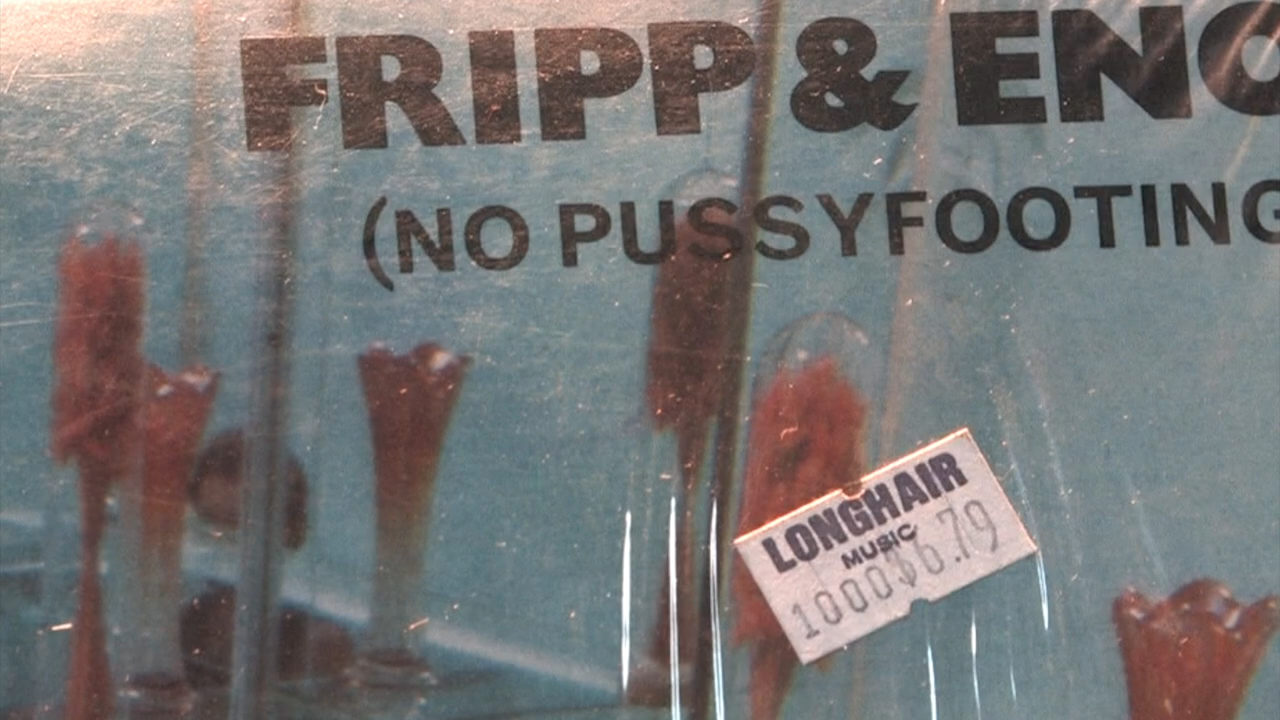 FRIPP & ENO
(NO PUSSYFOOTING
LONGHAIR
MUSIC
1000$6.79